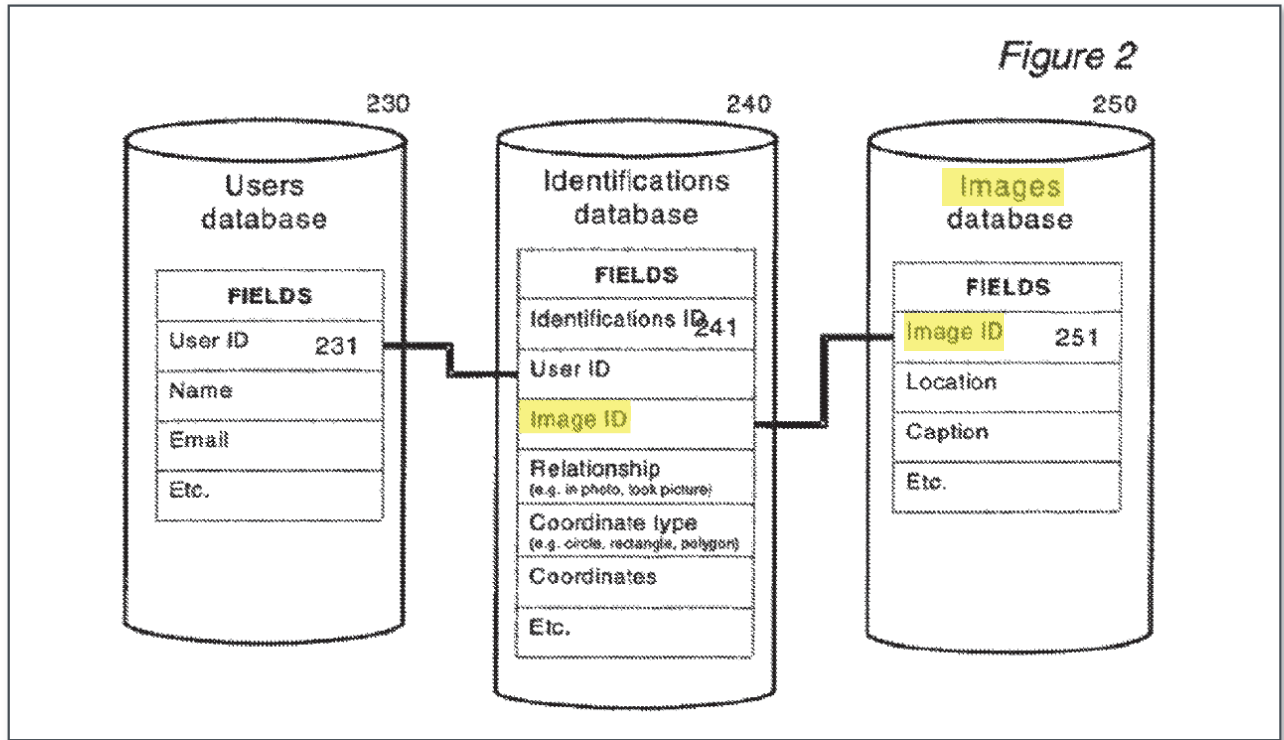 Figure 2
230
Users
database
FIELDS
User ID 231
Name
Email
Etc.
240
Identifications
database
FIELDS
Identifications ID 241
User ID
Image ID
Relationship
(e.g. in photo, took picture)
Coordinate type
(e.g. circle, rectangle, polygon)
Coordinates
Etc.
250
Images
database
FIELDS
Image ID 251
Location
Caption
Etc.